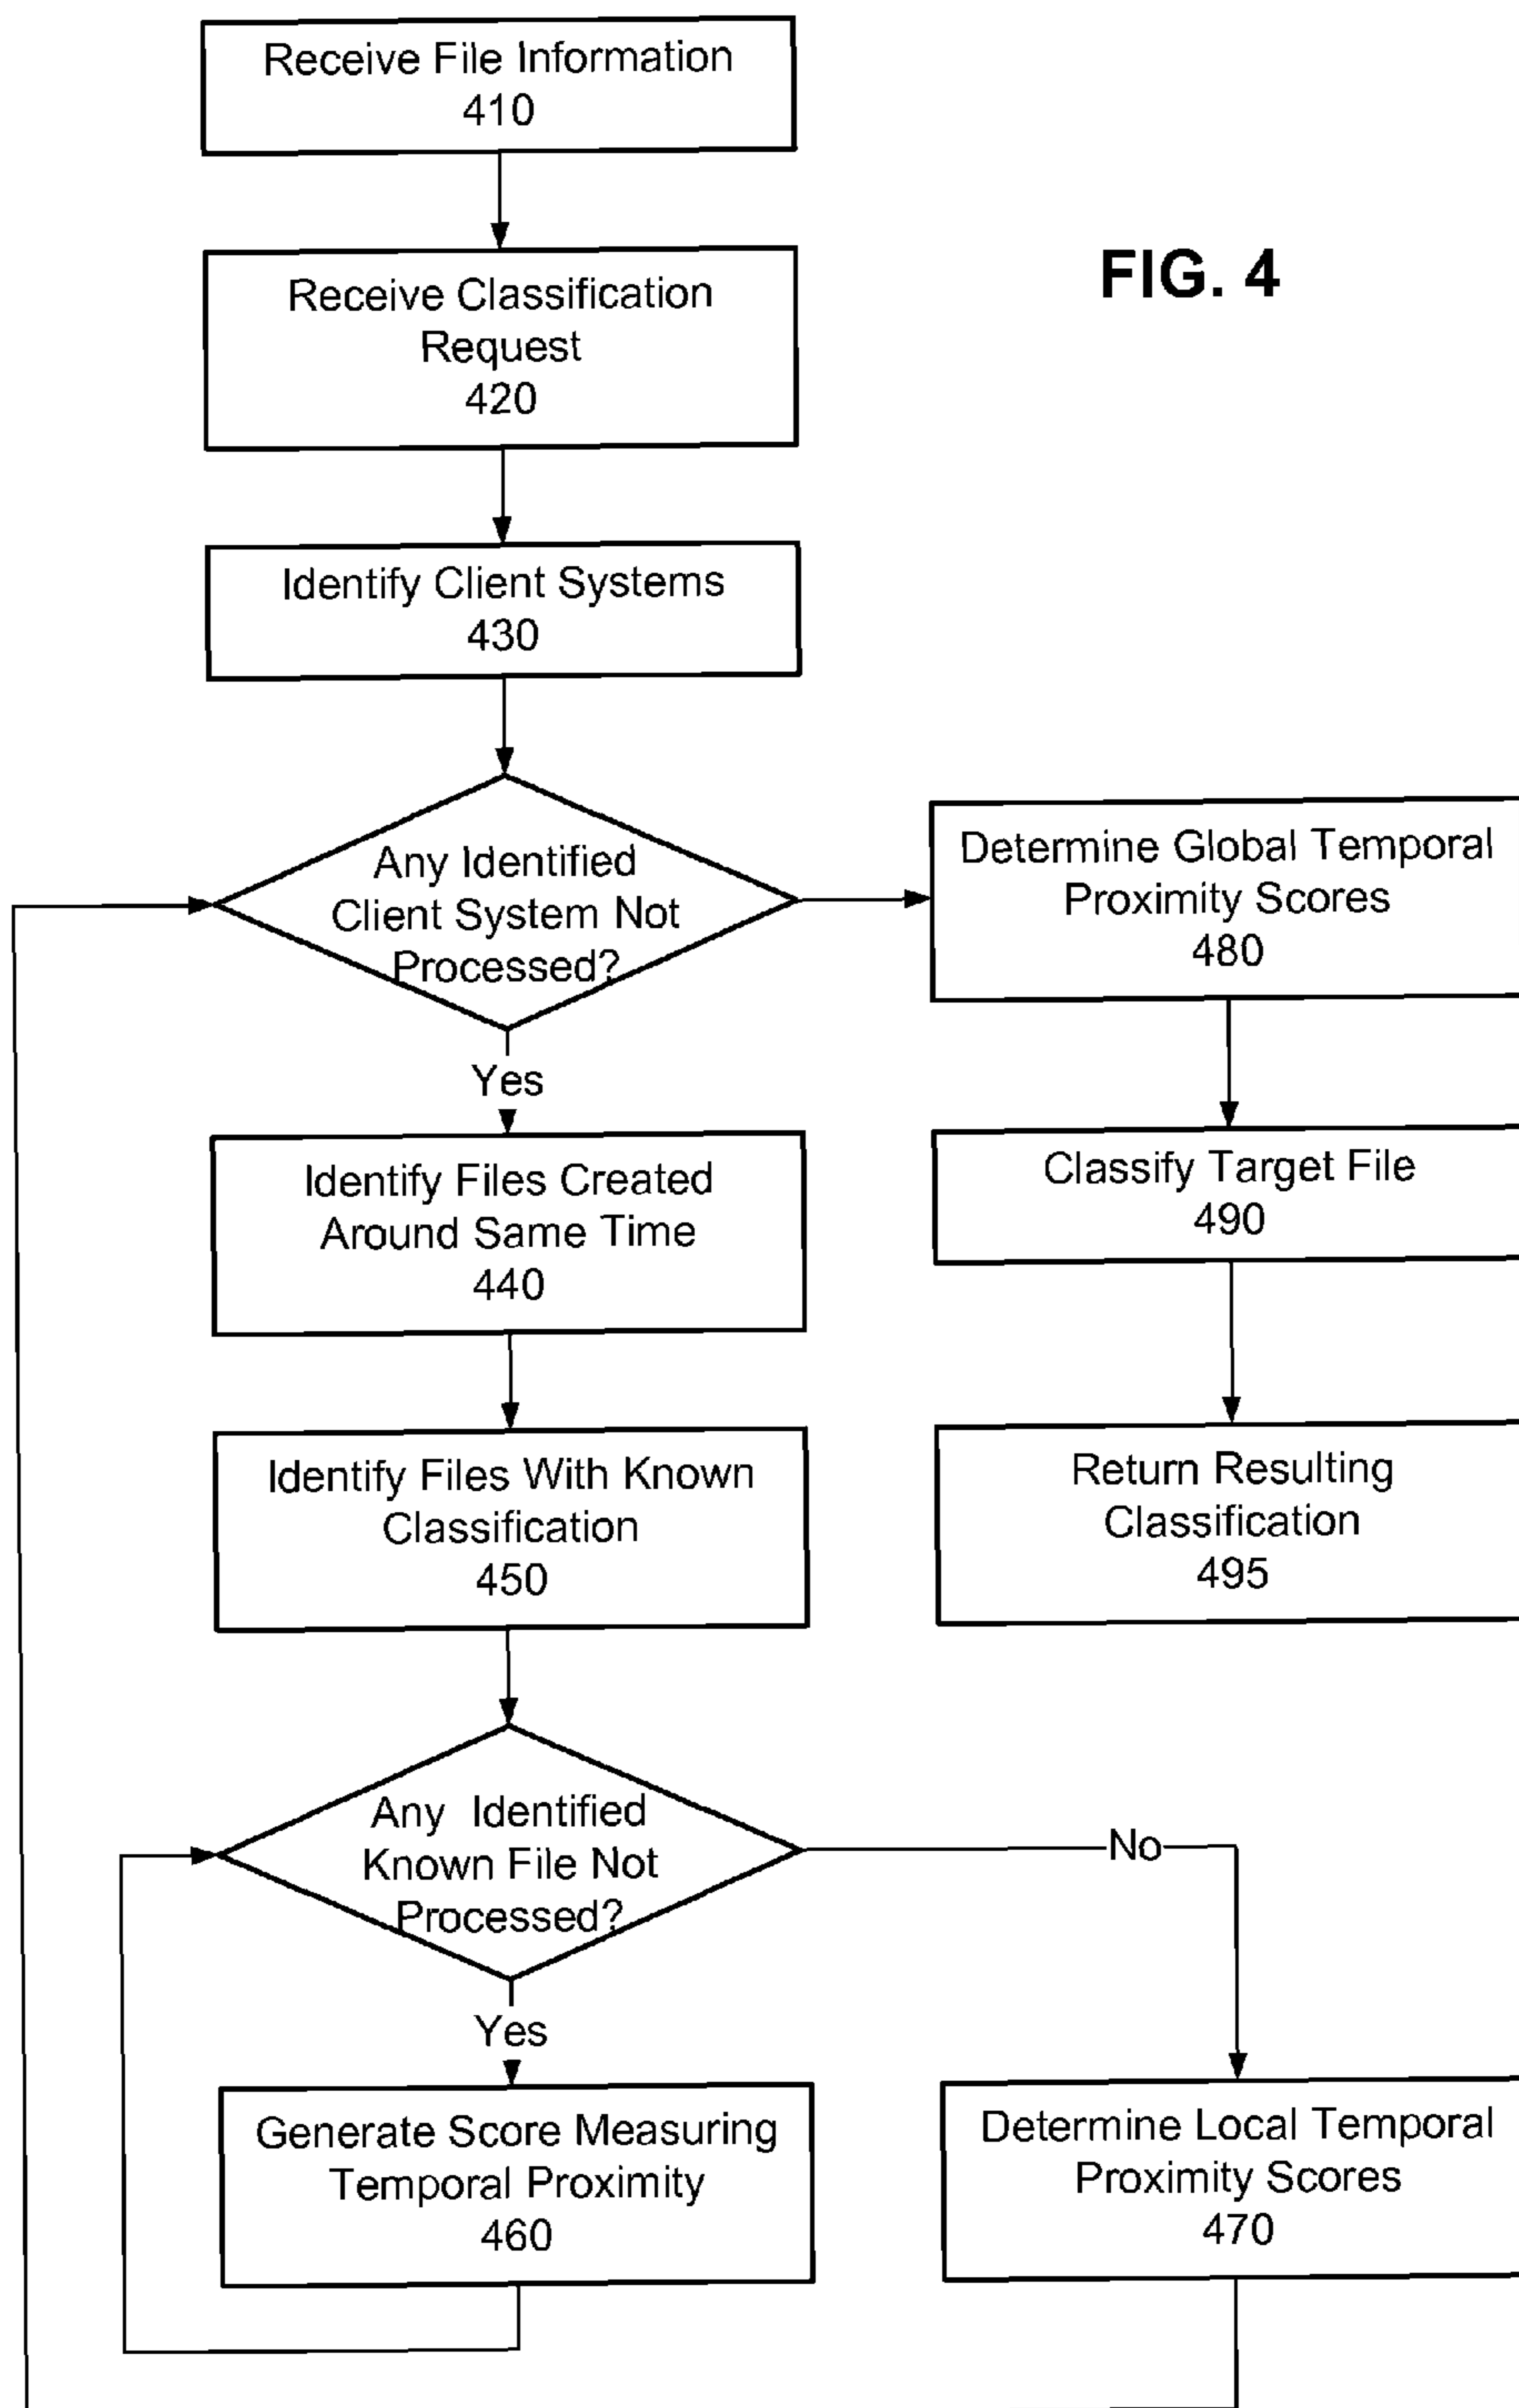 Receive File Information
410
FIG. 4
Receive Classification
Request
420
Identify Client Systems
430
Any Identified
Client System Not
Processed?
Determine Global Temporal
Proximity Scores
480
Yes
Identify Files Created
Around Same Time
440
Classify Target File
490
Identify Files With Known
Classification
450
Return Resulting
Classification
495
Any  Identified
Known File Not
Processed?
No
Yes
Generate Score Measuring
Temporal Proximity
460
Determine Local Temporal
Proximity Scores
470